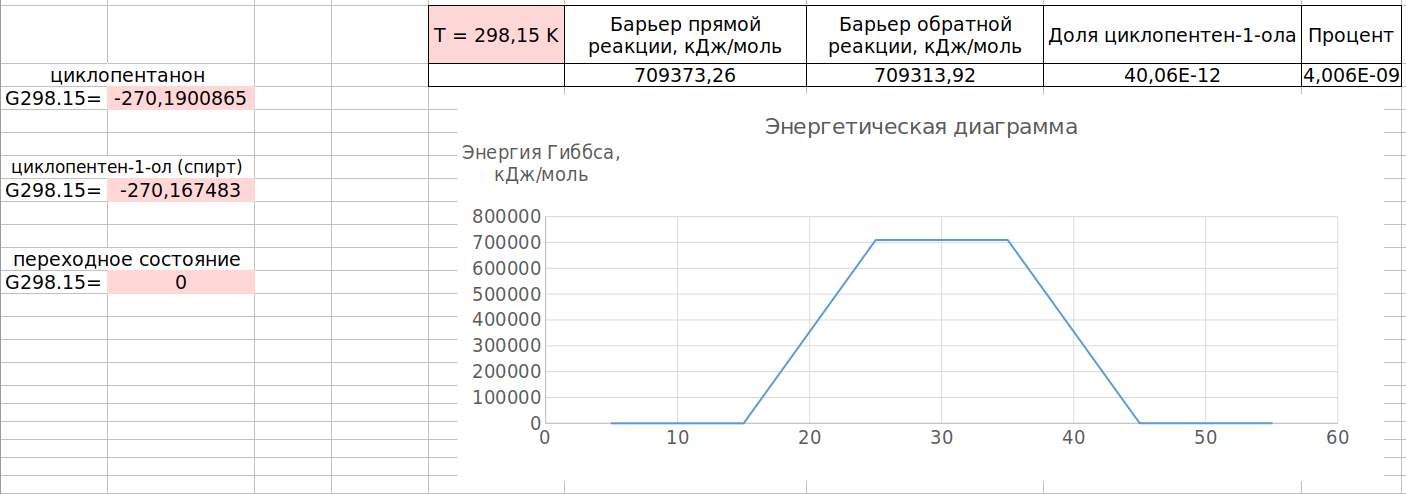 T = 298,15 K
Барьер прямой
реакции, кДж/моль
Барьер обратной
реакции, кДж/моль
Доля циклопентен-1-ола
Процент
709373,26
709313,92
40,06E-12
4,006E-09
циклопентанон
G298.15= -270,1900865
циклопентен-1-ол (спирт)
G298.15= -270,167483
переходное состояние
G298.15= 0
Энергетическая диаграмма
Энергия Гиббса,
кДж/моль
800000
700000
600000
500000
400000
300000
200000
100000
0
0 10 20 30 40 50 60